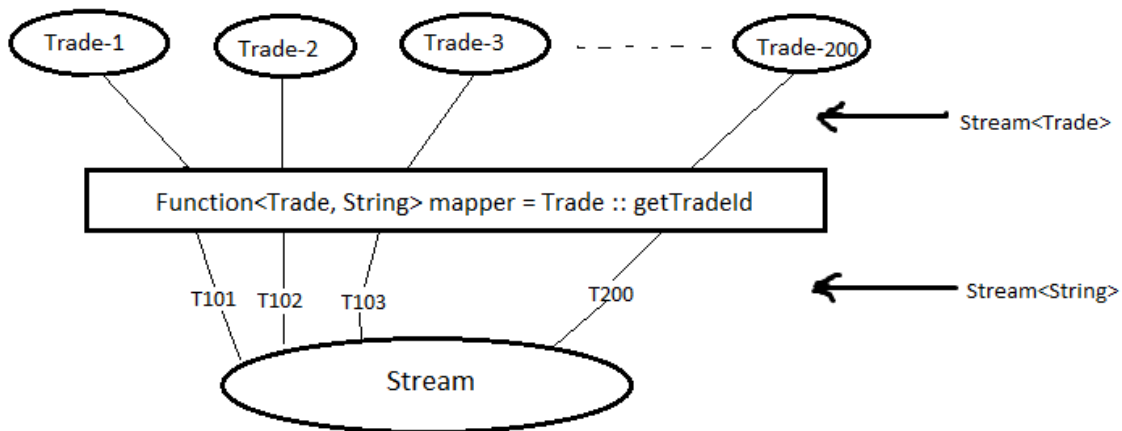 Trade-1
Trade-2
Trade-3
Trade-200
Stream<Trade>
Function<Trade, String> mapper = Trade :: getTradeId
T101
T102
T103
T200
Stream<String>
Stream